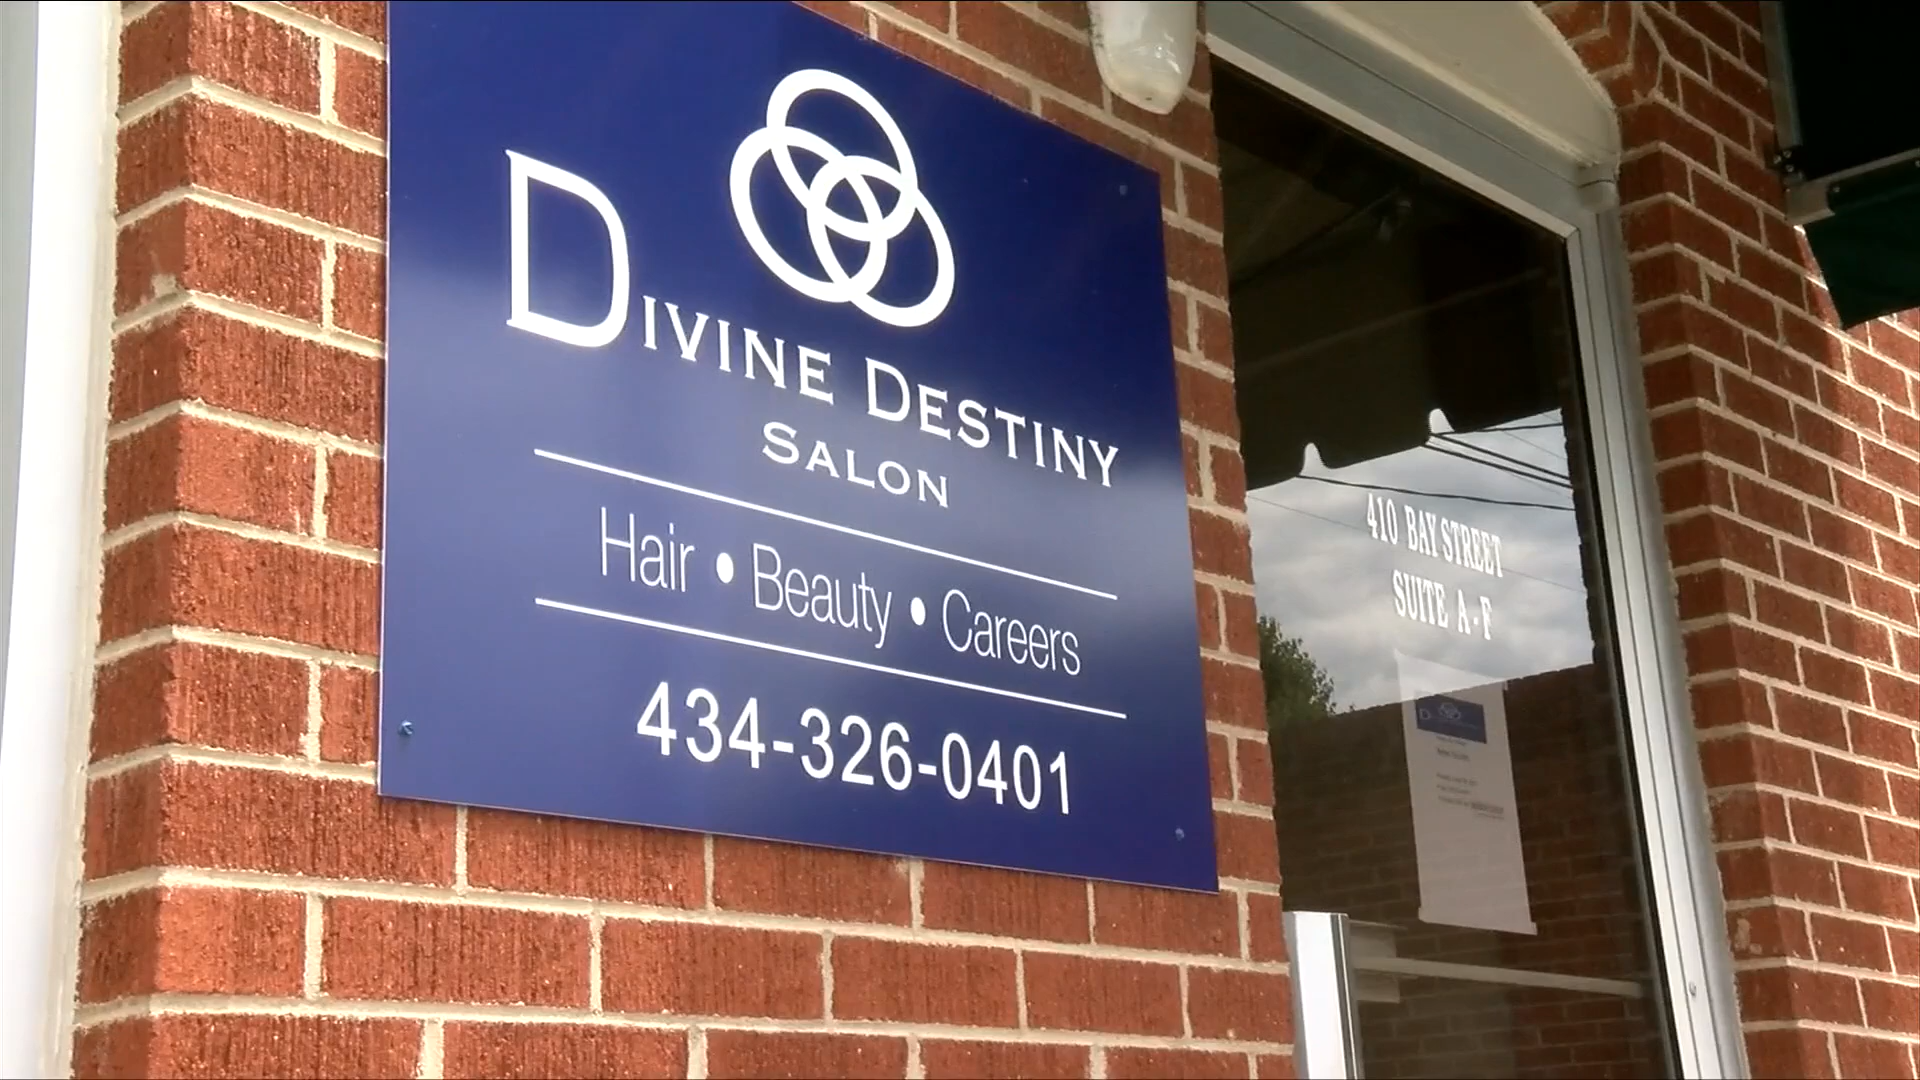 DIVINE DESTINY
SALON
Hair • Beauty • Careers
434-326-0401
410 BAY STREET
SUITE A-F